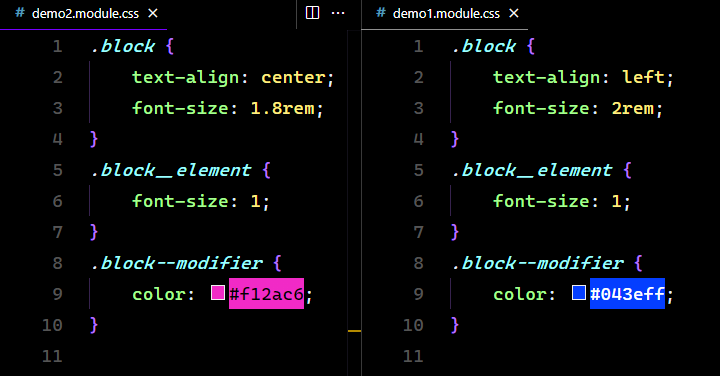 # demo2.module.css
1 .block {
2 text-align: center;
3 font-size: 1.8rem;
4 }
5 .block__element {
6 font-size: 1;
7 }
8 .block--modifier {
9 color: #f12ac6;
10 }
11
# demo1.module.css
1 .block {
2 text-align: left;
3 font-size: 2rem;
4 }
5 .block__element {
6 font-size: 1;
7 }
8 .block--modifier {
9 color: #043eff;
10 }
11